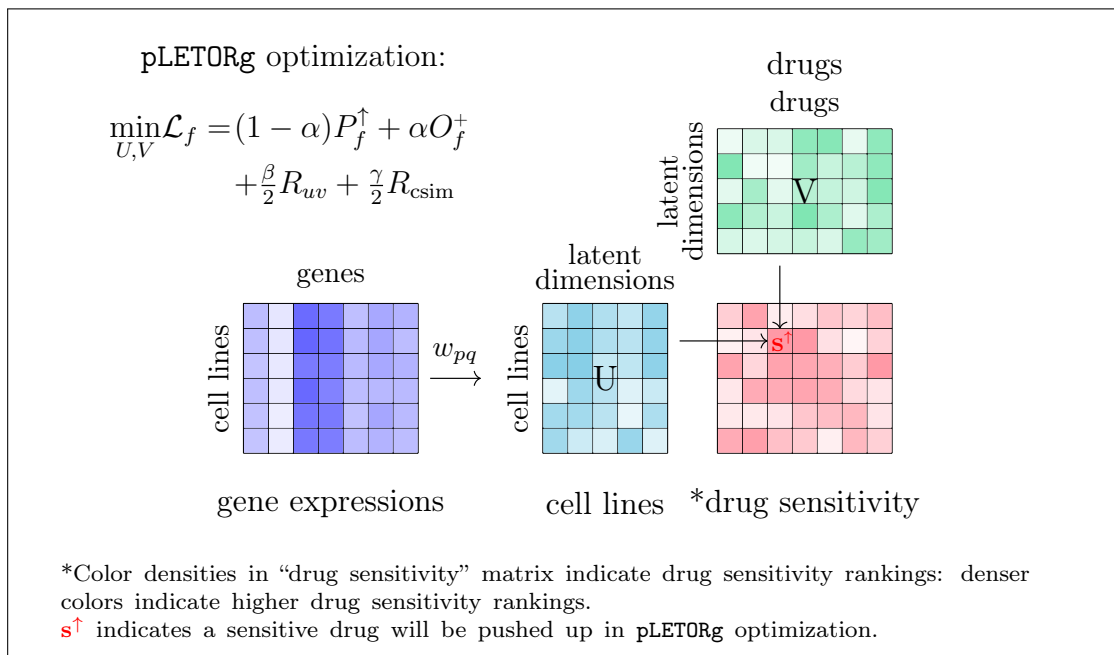 pLETORg optimization:
min U,V 𝓛_f = (1 − α)P_f^↑ + αO_f^+
+ β/2 R_uv + γ/2 R_csim
drugs
drugs
latent
dimensions
V
genes
cell lines
w_pq
latent
dimensions
cell lines
U
s↑
gene expressions
cell lines
*drug sensitivity
*Color densities in “drug sensitivity” matrix indicate drug sensitivity rankings: denser
colors indicate higher drug sensitivity rankings.
s↑ indicates a sensitive drug will be pushed up in pLETORg optimization.